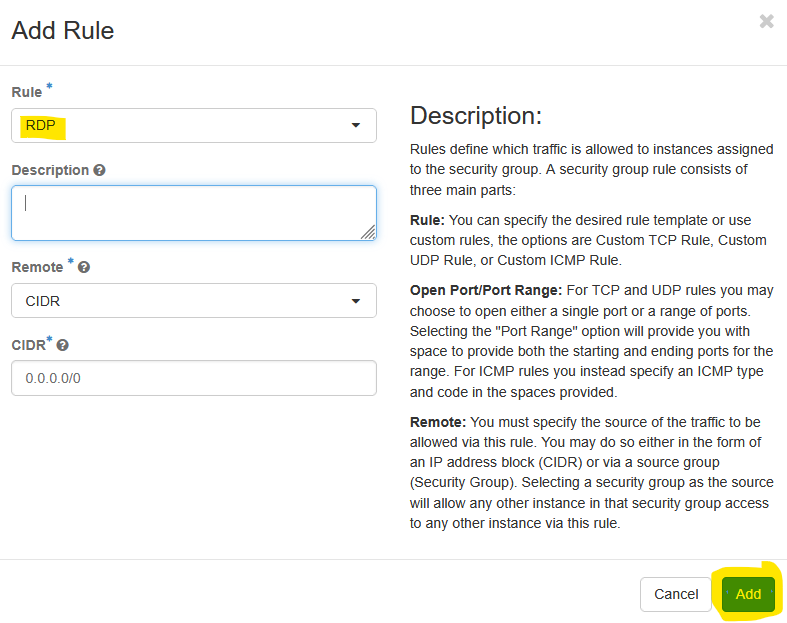 Add Rule
Rule *
RDP
Description
Remote *
CIDR
CIDR*
0.0.0.0/0
Description:
Rules define which traffic is allowed to instances assigned
to the security group. A security group rule consists of
three main parts:
Rule: You can specify the desired rule template or use
custom rules, the options are Custom TCP Rule, Custom
UDP Rule, or Custom ICMP Rule.
Open Port/Port Range: For TCP and UDP rules you may
choose to open either a single port or a range of ports.
Selecting the "Port Range" option will provide you with
space to provide both the starting and ending ports for the
range. For ICMP rules you instead specify an ICMP type
and code in the spaces provided.
Remote: You must specify the source of the traffic to be
allowed via this rule. You may do so either in the form of
an IP address block (CIDR) or via a source group
(Security Group). Selecting a security group as the source
will allow any other instance in that security group access
to any other instance via this rule.
Cancel
Add